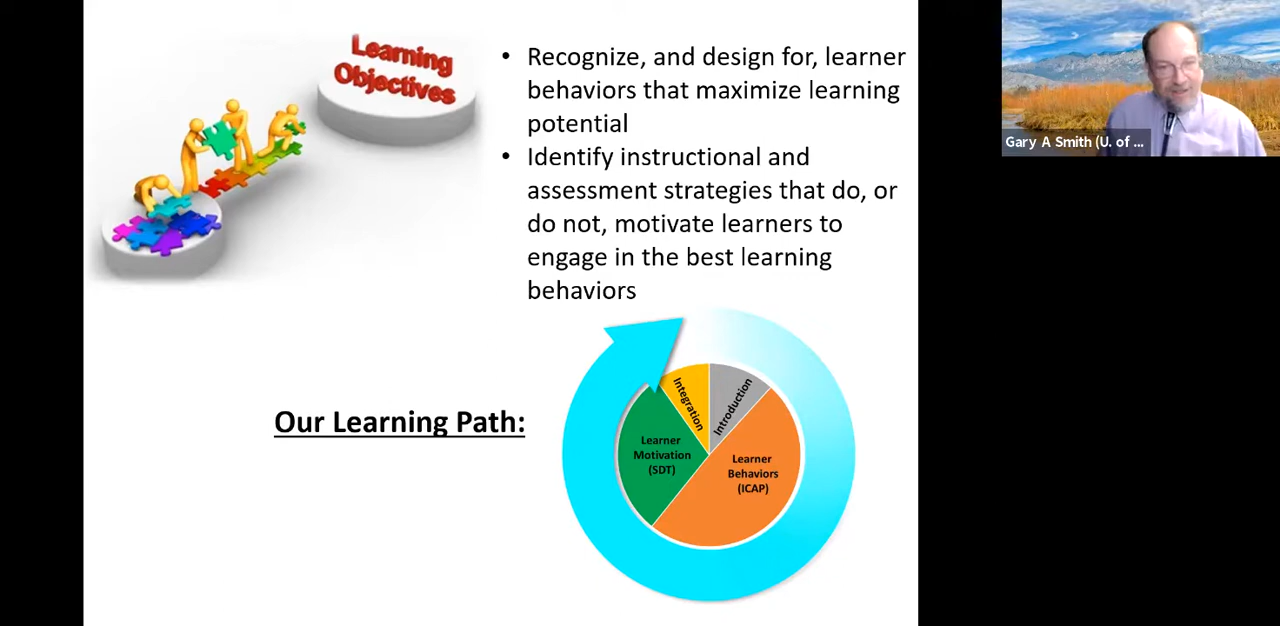 Learning
Objectives
• Recognize, and design for, learner
behaviors that maximize learning
potential
• Identify instructional and
assessment strategies that do, or
do not, motivate learners to
engage in the best learning
behaviors
Our Learning Path:
Integration
Introduction
Learner
Motivation
(SDT)
Learner
Behaviors
(ICAP)
Gary A Smith (U. of ...